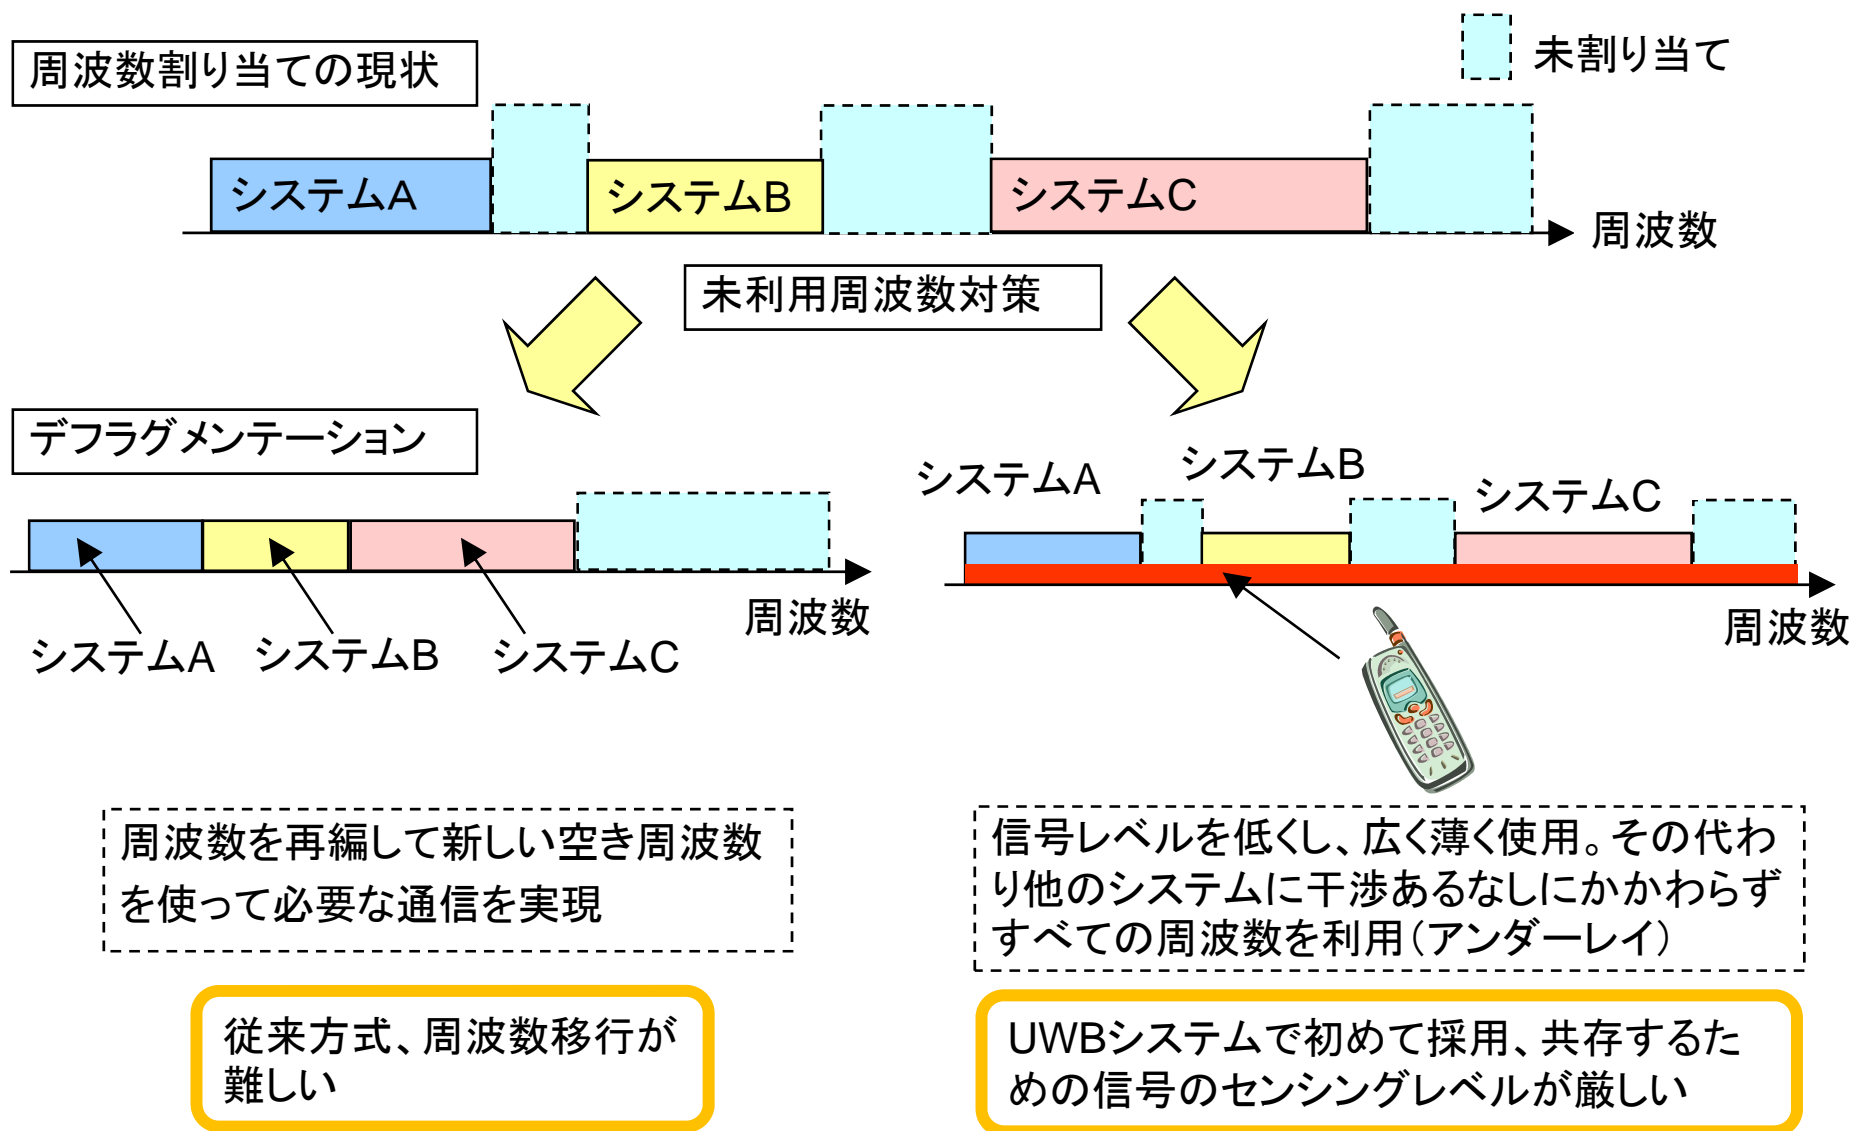 周波数割り当ての現状
未割り当て
システムA
システムB
システムC
周波数
未利用周波数対策
デフラグメンテーション
周波数
システムA
システムB
システムC
システムA
システムB
システムC
周波数
周波数を再編して新しい空き周波数
を使って必要な通信を実現
信号レベルを低くし、広く薄く使用。その代わ
り他のシステムに干渉あるなしにかかわらず
すべての周波数を利用（アンダーレイ）
従来方式、周波数移行が
難しい
UWBシステムで初めて採用、共存するた
めの信号のセンシングレベルが厳しい